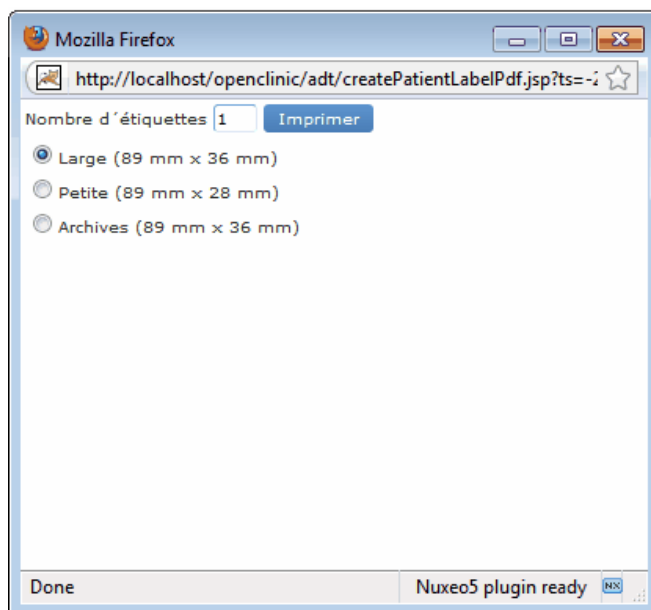 Mozilla Firefox
http://localhost/openclinic/adt/createPatientLabelPdf.jsp?ts=-2
Nombre d´étiquettes 1 Imprimer
Large (89 mm x 36 mm)
Petite (89 mm x 28 mm)
Archives (89 mm x 36 mm)
Done Nuxeo5 plugin ready NX